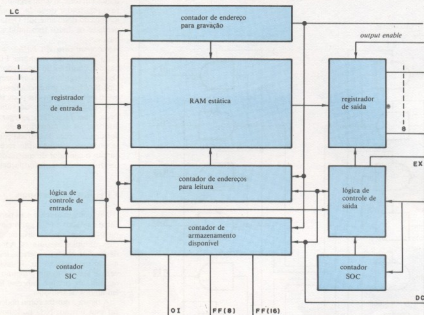 LC
contador de endereço
para gravação
output enable
1
8
registrador
de entrada
RAM estática
registrador
de saída
1
8
8
EX
contador de endereços
para leitura
lógica de
controle de
entrada
lógica de
controle de
saída
contador de
armazenamento
disponível
contador
SIC
contador
SOC
OI
FF(8)
FF(16)